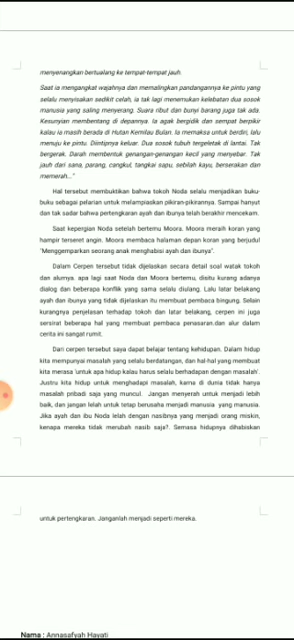 menyenangkan bertualang ke tempat-tempat jauh.
Saat ia mengangkat wajahnya dan memalingkan pandangannya ke pintu yang
selalu menyisakan sedikit celah, ia tak lagi menemukan kelebatan dua sosok
manusia yang saling menyerang. Suara ribut dan bunyi barang juga tak ada.
Kesunyian membentang di depannya. Ia agak bergidik dan sempat berpikir
kalau ia masih berada di Hutan Kemilau Bulan. Ia memaksa untuk berdiri, lalu
menuju ke pintu. Diintipnya keluar. Dua sosok tubuh tergeletak di lantai. Tak
bergerak. Darah membentuk genangan-genangan kecil yang menyebar. Tak
jauh dari sana, parang, cangkul, tangkai sapu, sebilah kayu, berserakan dan
memerah..."
Hal tersebut membuktikan bahwa tokoh Noda selalu menjadikan buku-
buku sebagai pelarian untuk melampiaskan pikiran-pikirannya. Sampai hanyut
dan tak sadar bahwa pertengkaran ayah dan ibunya telah berakhir mencekam.
Saat kepergian Noda setelah bertemu Moora. Moora meraih koran yang
hampir terseret angin. Moora membaca halaman depan koran yang berjudul
"Menggemparkan seorang anak menghabisi ayah dan ibunya".
Dalam Cerpen tersebut tidak dijelaskan secara detail soal watak tokoh
dan alurnya. apa lagi saat Noda dan Moora bertemu, disitu kurang adanya
dialog dan beberapa konflik yang sama selalu diulang. Lalu latar belakang
ayah dan ibunya yang tidak dijelaskan itu membuat pembaca bingung. Selain
kurangnya penjelasan terhadap tokoh dan latar belakang, cerpen ini juga
tersirat beberapa hal yang membuat pembaca penasaran.dan alur dalam
cerita ini sangat rumit.
Dari cerpen tersebut saya dapat belajar tentang kehidupan. Dalam hidup
kita mempunyai masalah yang selalu berdatangan, dan hal-hal yang membuat
kita merasa 'untuk apa hidup kalau harus selalu berhadapan dengan masalah'.
Justru kita hidup untuk menghadapi masalah, karna di dunia tidak hanya
masalah pribadi saja yang muncul. Jangan menyerah untuk menjadi lebih
baik, dan jangan lelah untuk tetap berusaha menjadi manusia yang manusia.
Jika ayah dan ibu Noda lelah dengan nasibnya yang menjadi orang miskin,
kenapa mereka tidak merubah nasib saja?. Semasa hidupnya dihabiskan
untuk pertengkaran. Janganlah menjadi seperti mereka.
Nama : Annasafyah Hayati